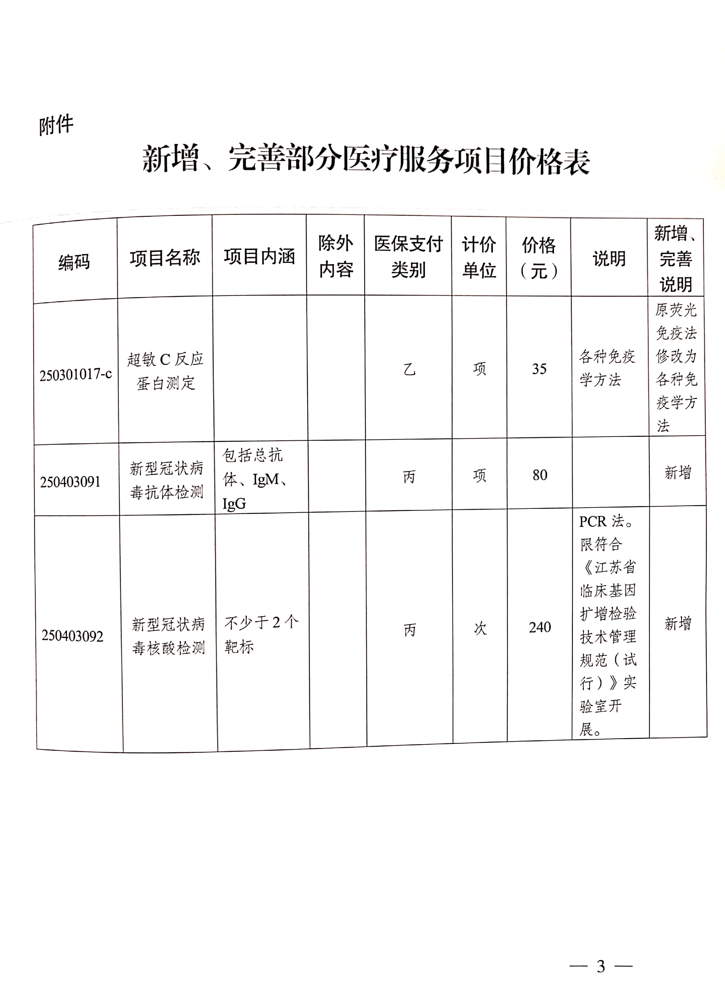 附件
新增、完善部分医疗服务项目价格表
编码
项目名称
项目内涵
除外
内容
医保支付
类别
计价
单位
价格
（元）
说明
新增、
完善
说明
250301017-c
超敏 C 反应
蛋白测定
乙
项
35
各种免疫
学方法
原荧光
免疫法
修改为
各种免
疫学方
法
250403091
新型冠状病
毒抗体检测
包括总抗
体、IgM、
IgG
丙
项
80
新增
250403092
新型冠状病
毒核酸检测
不少于 2 个
靶标
丙
次
240
PCR 法。
限符合
《江苏省
临床基因
扩增检验
技术管理
规范（试
行）》实
验室开
展。
新增
— 3 —